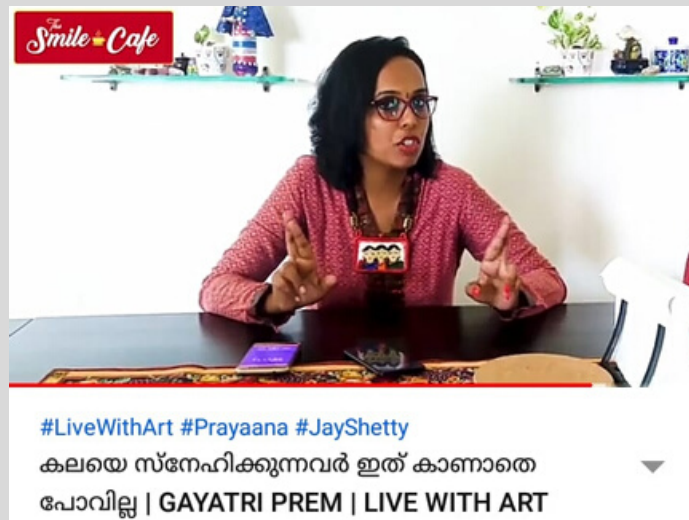 The
Smile Cafe
#LiveWithArt #Prayaana #JayShetty
കലയെ സ്നേഹിക്കുന്നവർ ഇത് കാണാതെ
പോവില്ല | GAYATRI PREM | LIVE WITH ART